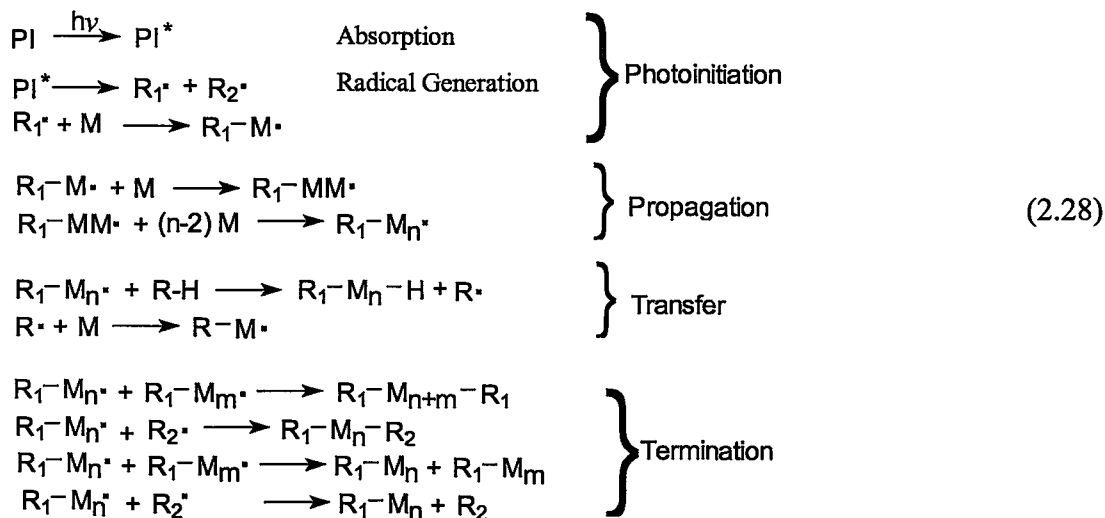 hν
PI ⟶ PI* Absorption
PI* ⟶ R₁• + R₂• Radical Generation
R₁• + M ⟶ R₁–M•
Photoinitiation
R₁–M• + M ⟶ R₁–MM•
R₁–MM• + (n-2) M ⟶ R₁–Mₙ•
Propagation
(2.28)
R₁–Mₙ• + R-H ⟶ R₁–Mₙ–H + R•
R• + M ⟶ R–M•
Transfer
R₁–Mₙ• + R₁–Mₘ• ⟶ R₁–Mₙ₊ₘ–R₁
R₁–Mₙ• + R₂• ⟶ R₁–Mₙ–R₂
R₁–Mₙ• + R₁–Mₘ• ⟶ R₁–Mₙ + R₁–Mₘ
R₁–Mₙ• + R₂• ⟶ R₁–Mₙ + R₂
Termination